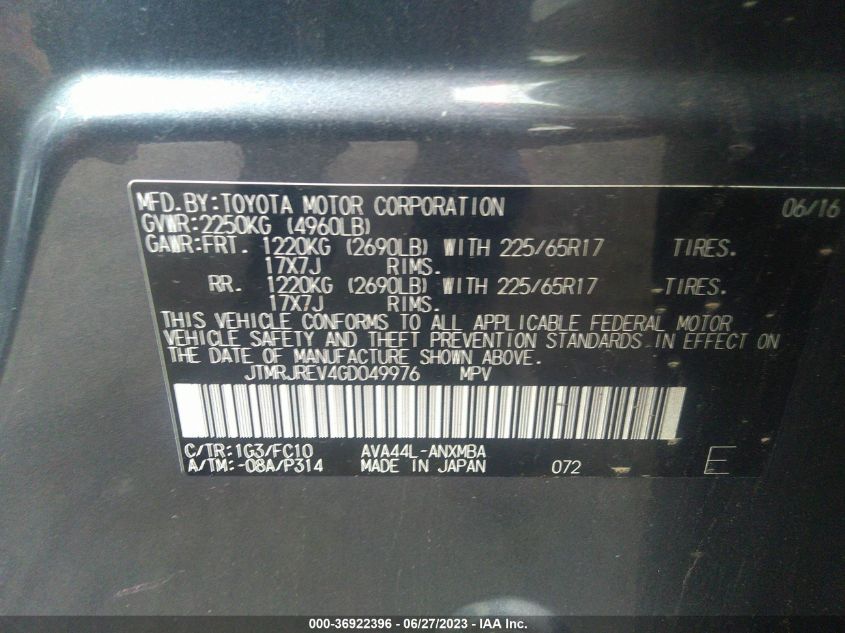 MFD.BY:TOYOTA MOTOR CORPORATION 06/16
GVWR:2250KG (4960LB)
GAWR:FRT. 1220KG (2690LB) WITH 225/65R17 TIRES.
17X7J RIMS.
RR. 1220KG (2690LB) WITH 225/65R17 TIRES.
17X7J RIMS.
THIS VEHICLE CONFORMS TO ALL APPLICABLE FEDERAL MOTOR
VEHICLE SAFETY AND THEFT PREVENTION STANDARDS IN EFFECT ON
THE DATE OF MANUFACTURE SHOWN ABOVE.
JTMRJREV4GD049976 MPV
C/TR:1G3/FC10 AVA44L-ANXMBA
A/TM:-08A/P314 MADE IN JAPAN 072 E
000-36922396 - 06/27/2023 - IAA Inc.